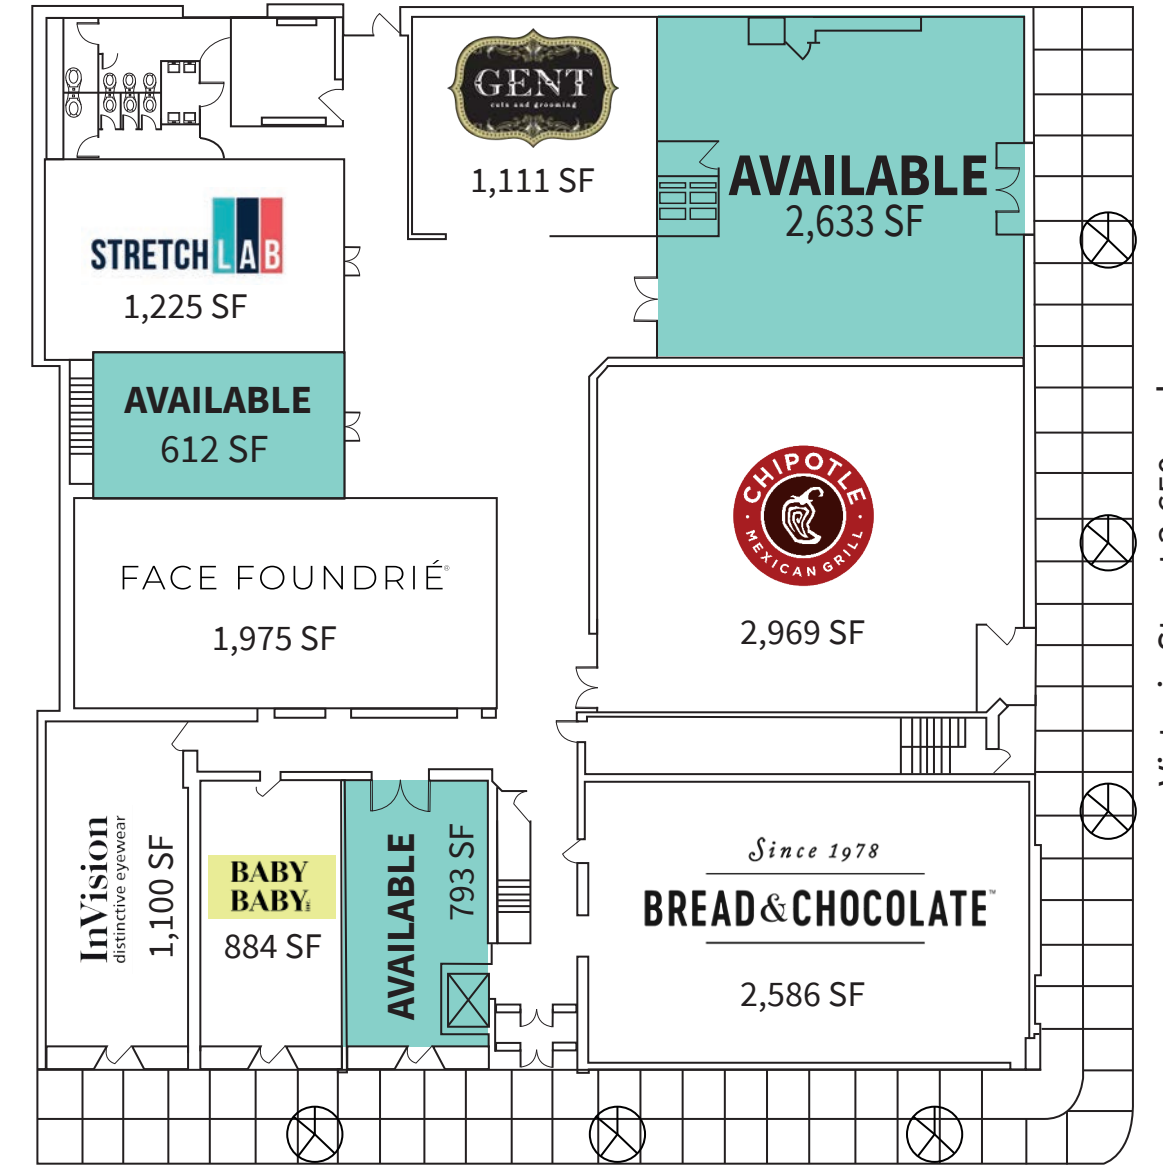 GENT
cuts and grooming
1,111 SF
AVAILABLE
2,633 SF
STRETCH LAB
1,225 SF
AVAILABLE
612 SF
CHIPOTLE
MEXICAN GRILL
2,969 SF
FACE FOUNDRIÉ®
1,975 SF
InVision
distinctive eyewear
1,100 SF
BABY
BABY
884 SF
AVAILABLE
793 SF
Since 1978
BREAD&CHOCOLATE™
2,586 SF